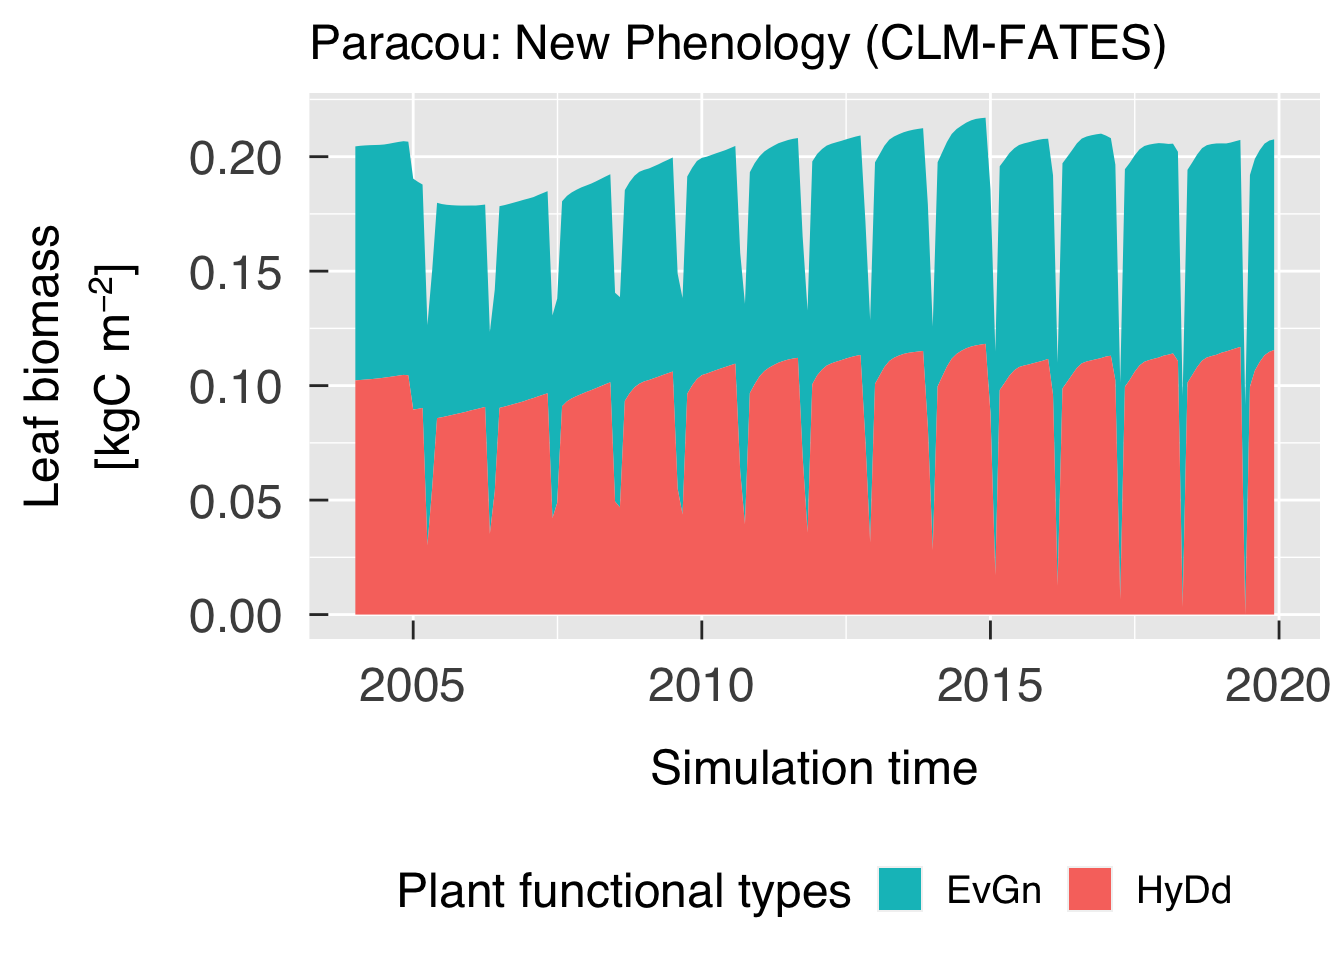 Paracou: New Phenology (CLM-FATES)
Leaf biomass
[kgC m⁻²]
0.20
0.15
0.10
0.05
0.00
2005 2010 2015 2020
Simulation time
Plant functional types EvGn HyDd